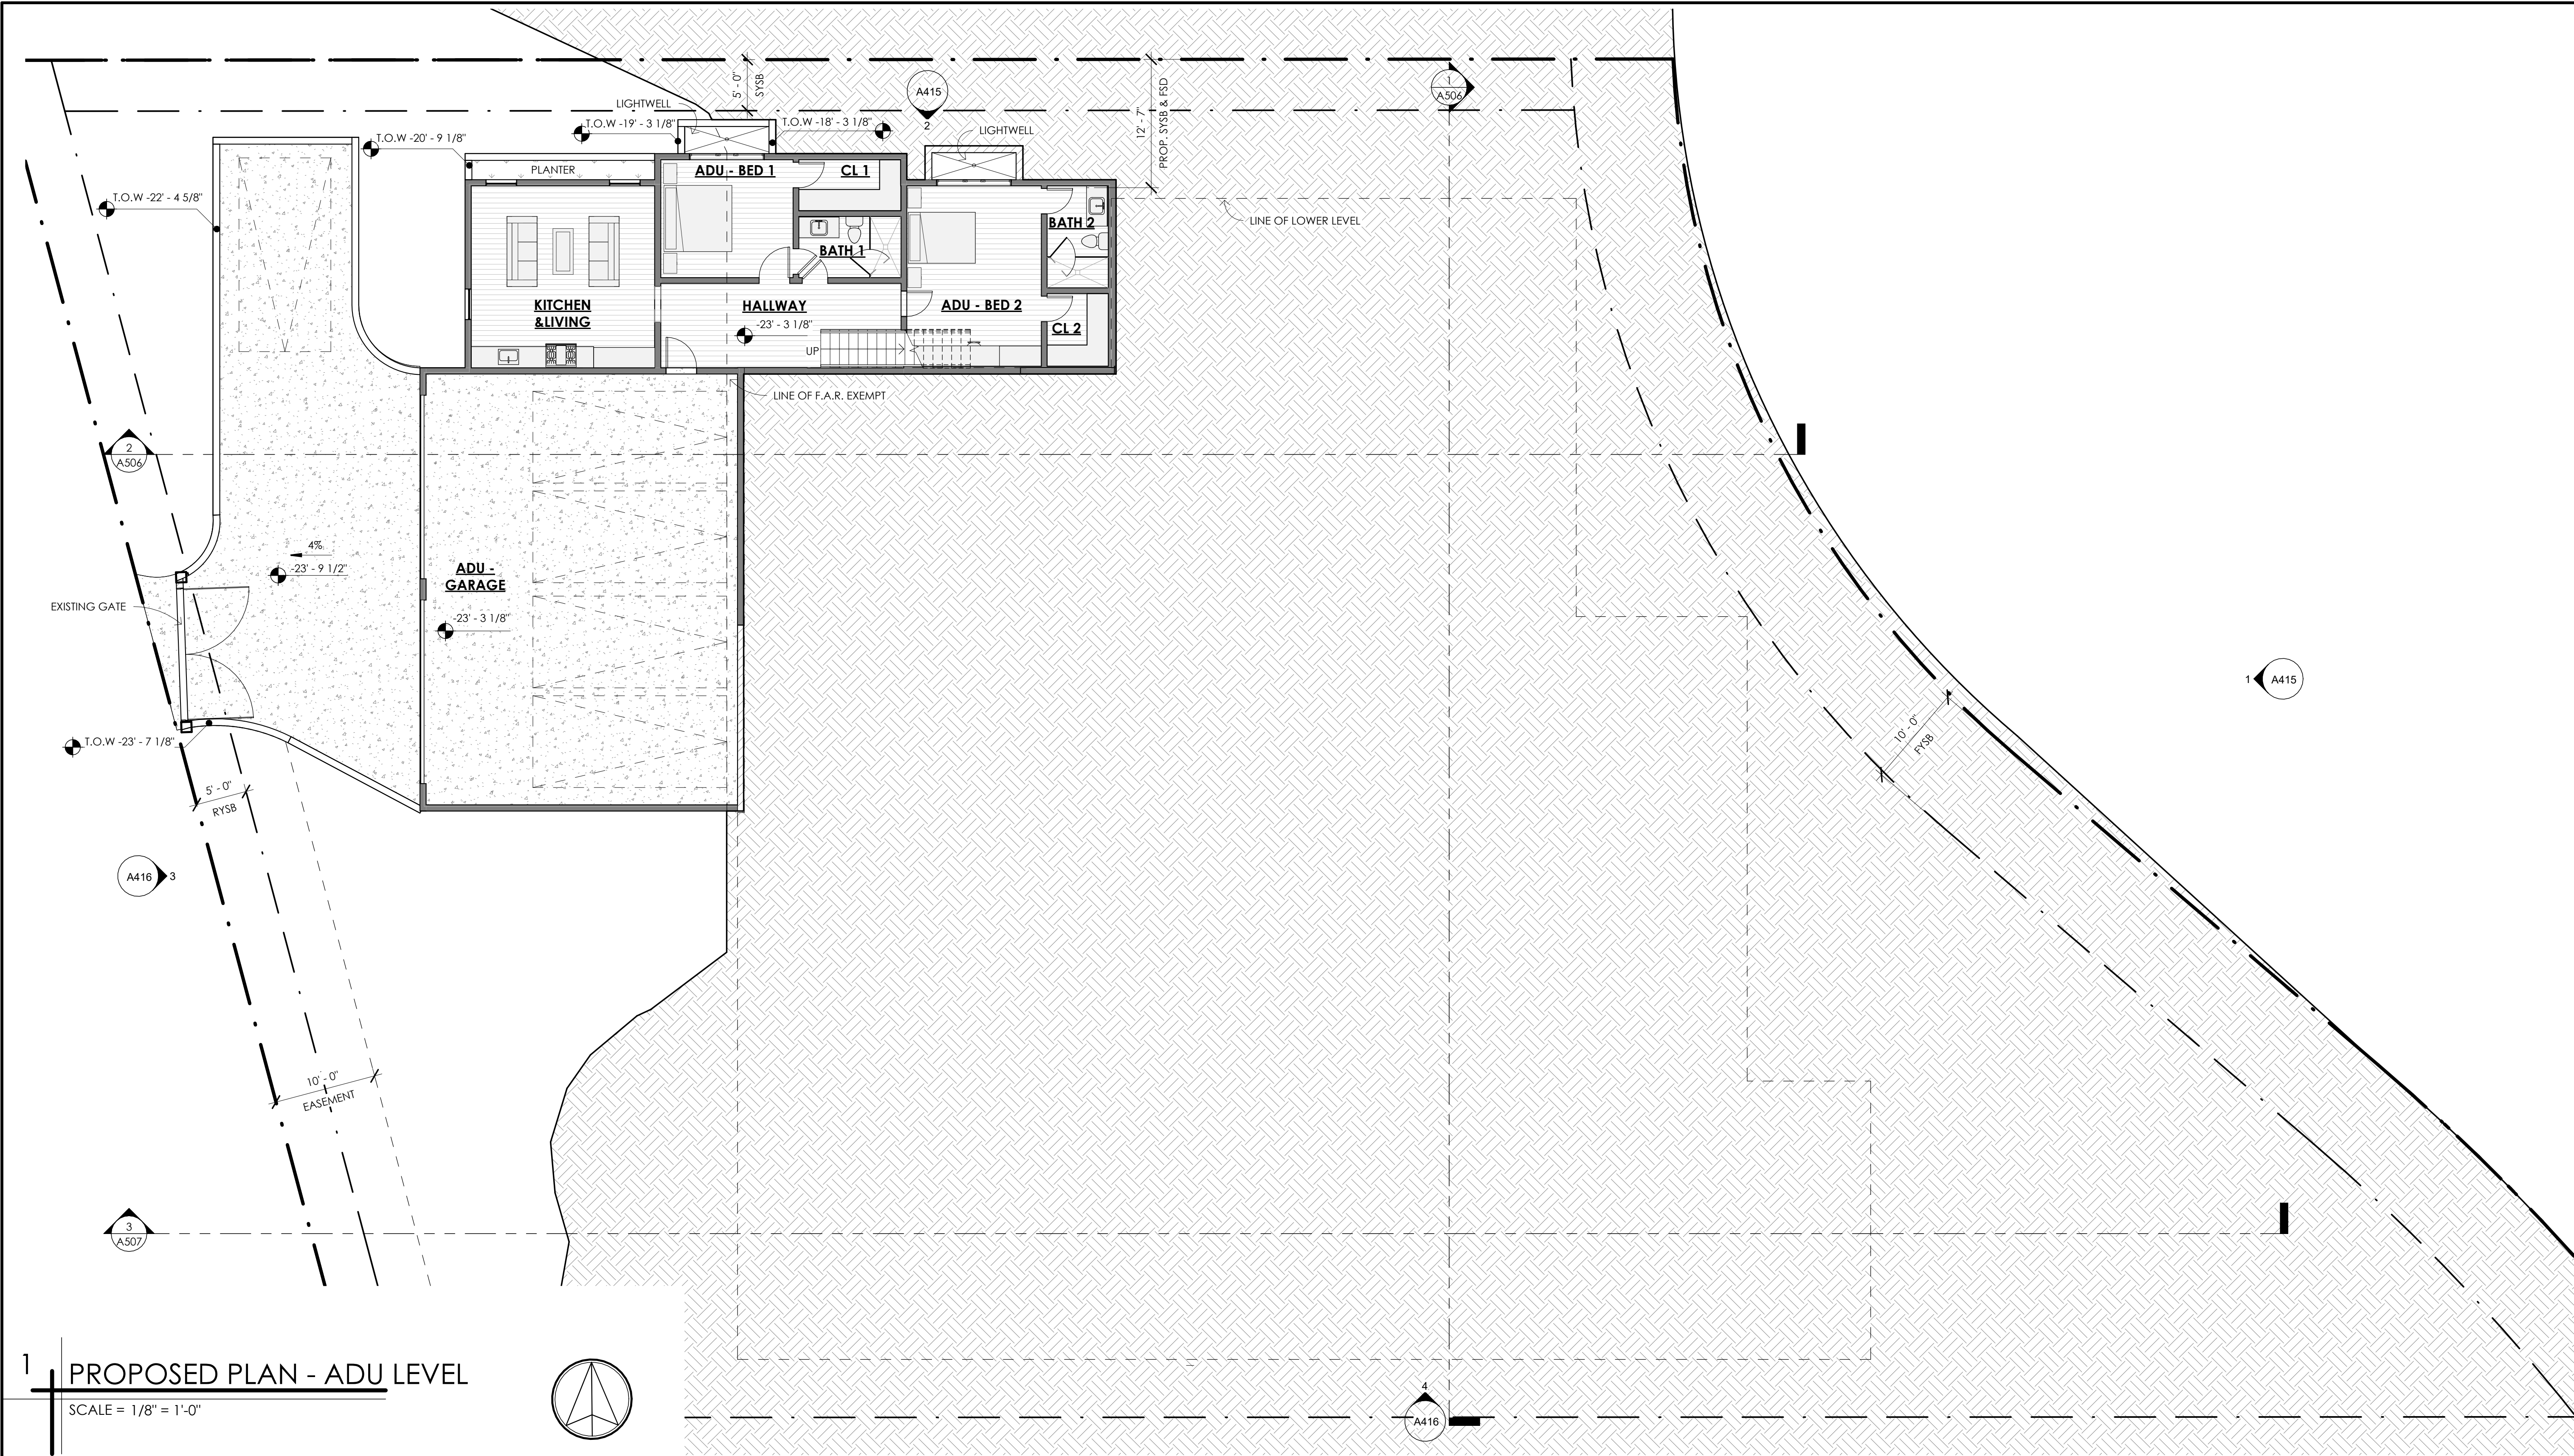 5' - 0"
SYSB
A415
2
1
A506
LIGHTWELL
T.O.W -19' - 3 1/8"
T.O.W -18' - 3 1/8"
LIGHTWELL
12' - 7"
PROP. SYSB & FSD
T.O.W -20' - 9 1/8"
PLANTER
ADU - BED 1
CL 1
T.O.W -22' - 4 5/8"
BATH 2
LINE OF LOWER LEVEL
BATH 1
KITCHEN
&LIVING
HALLWAY
-23' - 3 1/8"
ADU - BED 2
CL 2
UP
LINE OF F.A.R. EXEMPT
2
A506
4%
-23' - 9 1/2"
ADU -
GARAGE
EXISTING GATE
-23' - 3 1/8"
1
A415
10' - 0"
FYSB
T.O.W -23' - 7 1/8"
5' - 0"
RYSB
A416
3
10' - 0"
EASEMENT
3
A507
1
PROPOSED PLAN - ADU LEVEL
SCALE = 1/8" = 1'-0"
4
A416